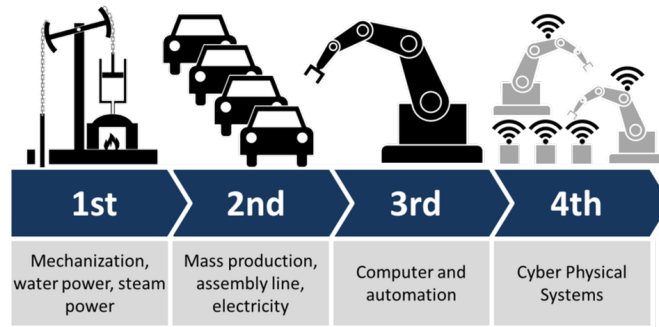 1st
2nd
3rd
4th
Mechanization,
water power, steam
power
Mass production,
assembly line,
electricity
Computer and
automation
Cyber Physical
Systems